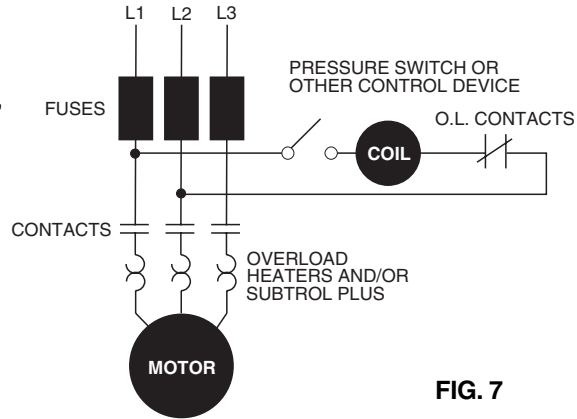 L1 L2 L3
PRESSURE SWITCH OR
OTHER CONTROL DEVICE
FUSES
O.L. CONTACTS
COIL
CONTACTS
OVERLOAD
HEATERS AND/OR
SUBTROL PLUS
MOTOR
FIG. 7